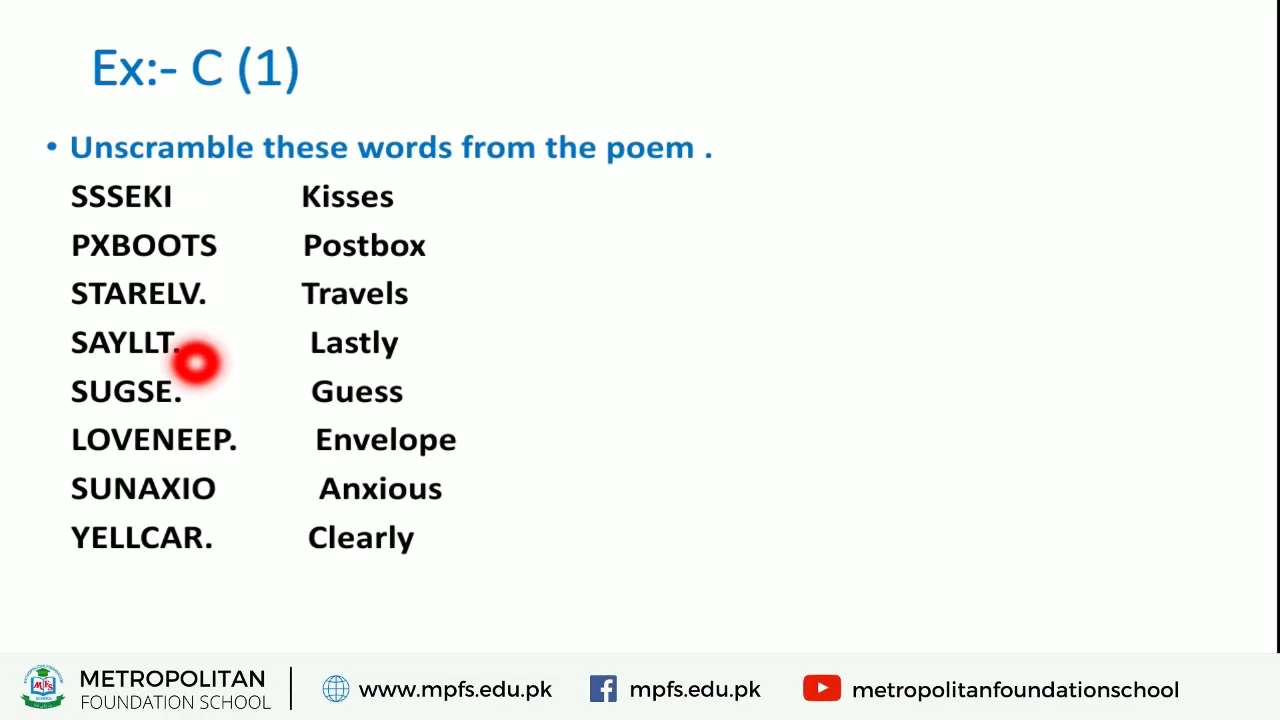 Ex:- C (1)
• Unscramble these words from the poem .
SSSEKI Kisses
PXBOOTS Postbox
STARELV. Travels
SAYLLT. Lastly
SUGSE. Guess
LOVENEEP. Envelope
SUNAXIO Anxious
YELLCAR. Clearly
METROPOLITAN
FOUNDATION SCHOOL
www.mpfs.edu.pk
mpfs.edu.pk
metropolitanfoundationschool